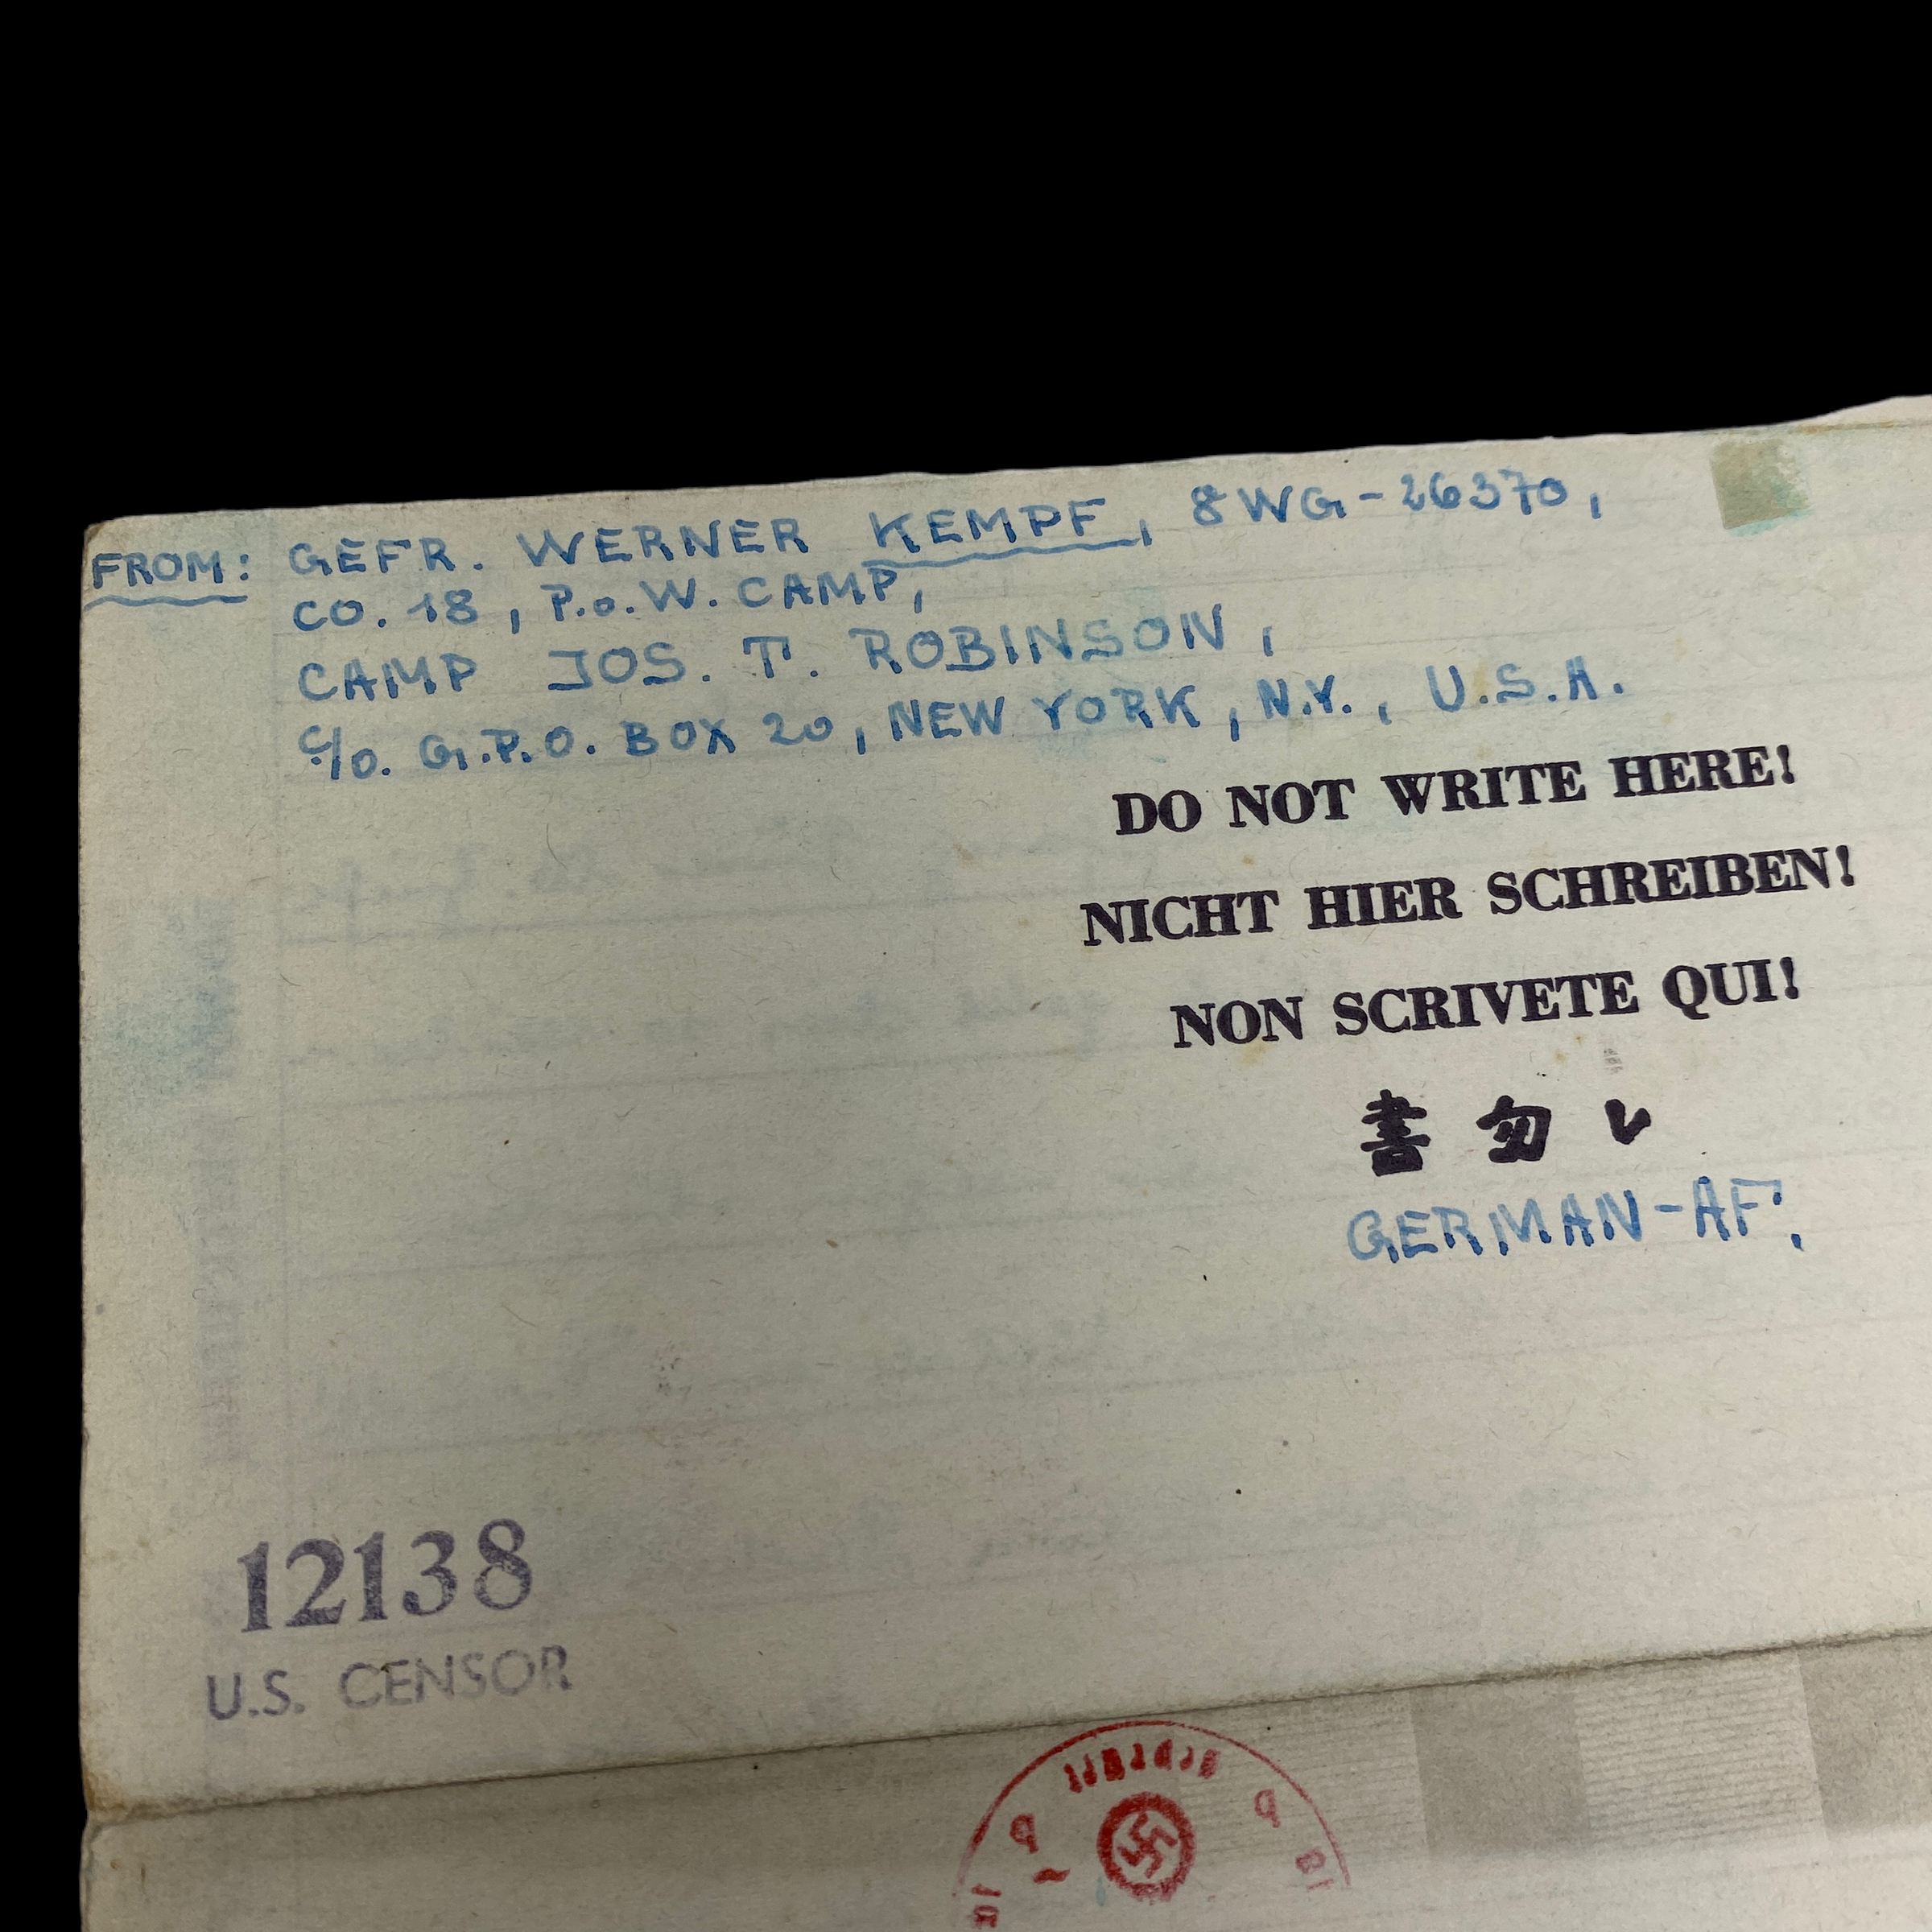 FROM: GEFR. WERNER KEMPF, 8WG-26370,
CO. 18, P.o.W. CAMP,
CAMP JOS. T. ROBINSON,
c/o. G.P.O. BOX 20, NEW YORK, N.Y., U.S.A.
DO NOT WRITE HERE!
NICHT HIER SCHREIBEN!
NON SCRIVETE QUI!
書勿レ
GERMAN-AF.
12138
U.S. CENSOR